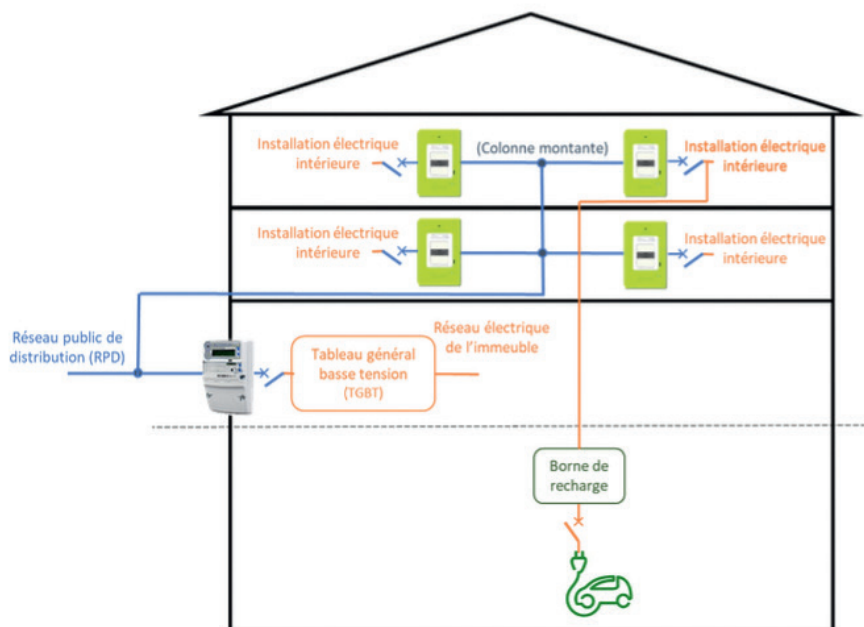 Installation électrique
intérieure
(Colonne montante)
Installation électrique
intérieure
Installation électrique
intérieure
Installation électrique
intérieure
Réseau public de
distribution (RPD)
Tableau général
basse tension
(TGBT)
Réseau électrique
de l'immeuble
Borne de
recharge